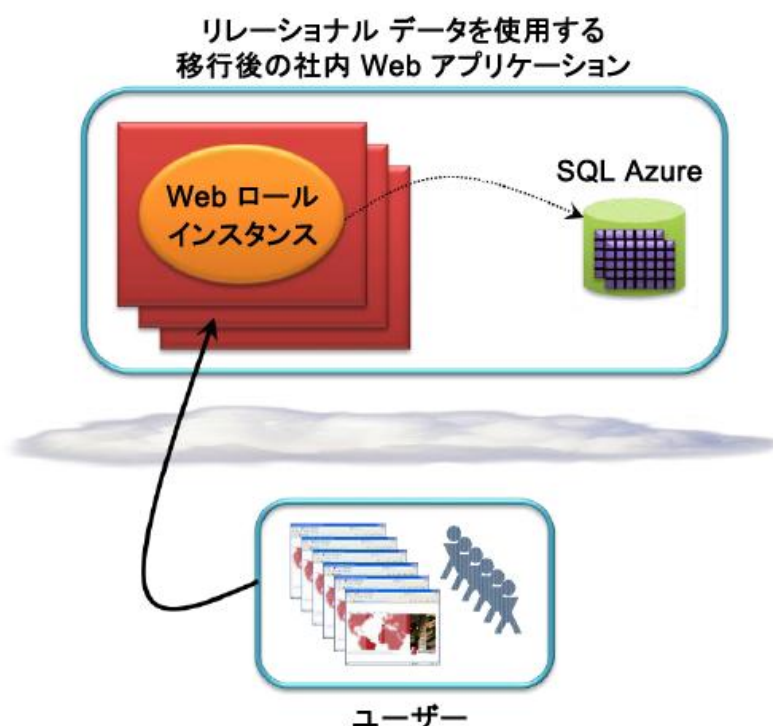 リレーショナル データを使用する
移行後の社内 Web アプリケーション
Web ロール
インスタンス
SQL Azure
ユーザー